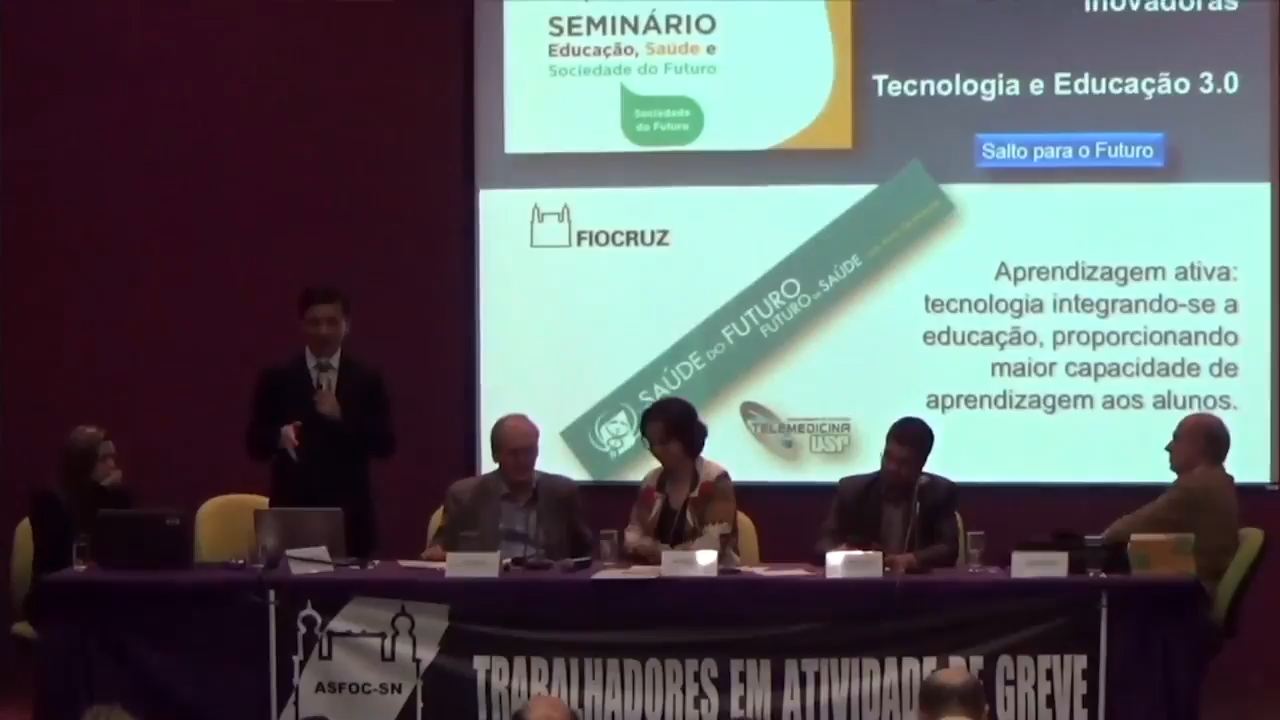 SEMINÁRIO
Educação, Saúde e
Sociedade do Futuro
Sociedade
do Futuro
Inovadoras
Tecnologia e Educação 3.0
Salto para o Futuro
FIOCRUZ
SAÚDE DO FUTURO
FUTURO DA SAÚDE
TELEMEDICINA
USP
Aprendizagem ativa:
tecnologia integrando-se a
educação, proporcionando
maior capacidade de
aprendizagem aos alunos.
ASFOC-SN
TRABALHADORES EM ATIVIDADE DE GREVE